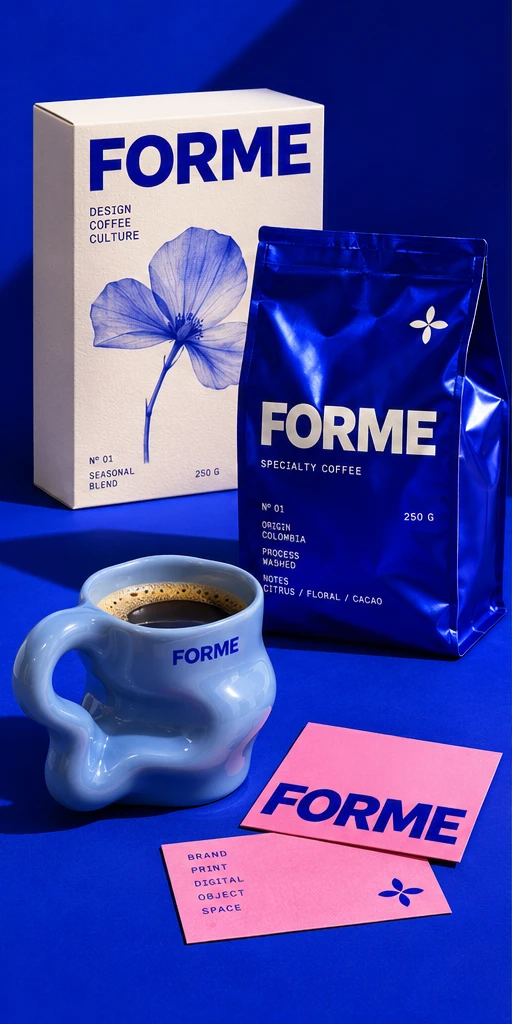 FORME
DESIGN
COFFEE
CULTURE
Nº 01
SEASONAL
BLEND
250 G
FORME
SPECIALTY COFFEE
Nº 01
250 G
ORIGIN
COLOMBIA
PROCESS
WASHED
NOTES
CITRUS / FLORAL / CACAO
FORME
FORME
BRAND
PRINT
DIGITAL
OBJECT
SPACE